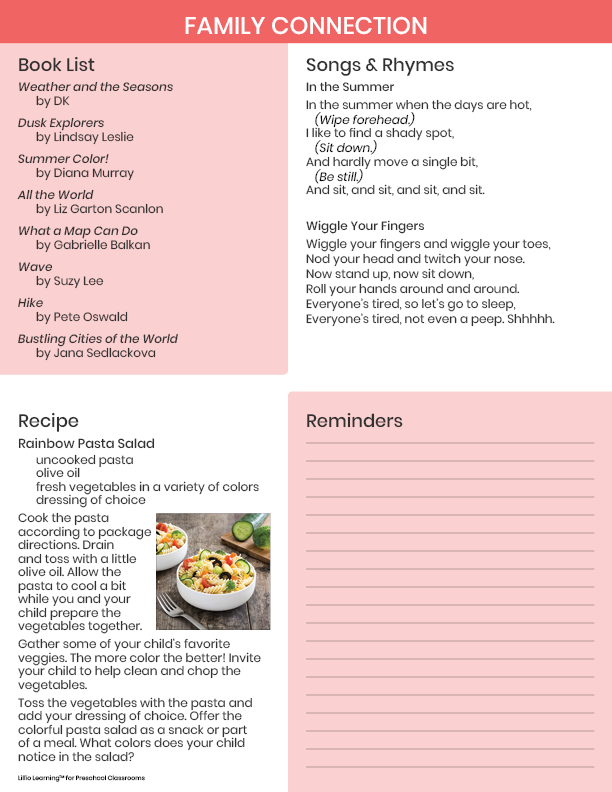 FAMILY CONNECTION
Book List
Weather and the Seasons
by DK
Dusk Explorers
by Lindsay Leslie
Summer Color!
by Diana Murray
All the World
by Liz Garton Scanlon
What a Map Can Do
by Gabrielle Balkan
Wave
by Suzy Lee
Hike
by Pete Oswald
Bustling Cities of the World
by Jana Sedlackova
Songs & Rhymes
In the Summer
In the summer when the days are hot,
(Wipe forehead.)
I like to find a shady spot,
(Sit down.)
And hardly move a single bit,
(Be still.)
And sit, and sit, and sit, and sit.
Wiggle Your Fingers
Wiggle your fingers and wiggle your toes,
Nod your head and twitch your nose.
Now stand up, now sit down,
Roll your hands around and around.
Everyone's tired, so let's go to sleep,
Everyone's tired, not even a peep. Shhhhh.
Recipe
Rainbow Pasta Salad
uncooked pasta
olive oil
fresh vegetables in a variety of colors
dressing of choice
Cook the pasta
according to package
directions. Drain
and toss with a little
olive oil. Allow the
pasta to cool a bit
while you and your
child prepare the
vegetables together.
Gather some of your child's favorite
veggies. The more color the better! Invite
your child to help clean and chop the
vegetables.
Toss the vegetables with the pasta and
add your dressing of choice. Offer the
colorful pasta salad as a snack or part
of a meal. What colors does your child
notice in the salad?
Lillio Learning™ for Preschool Classrooms
Reminders